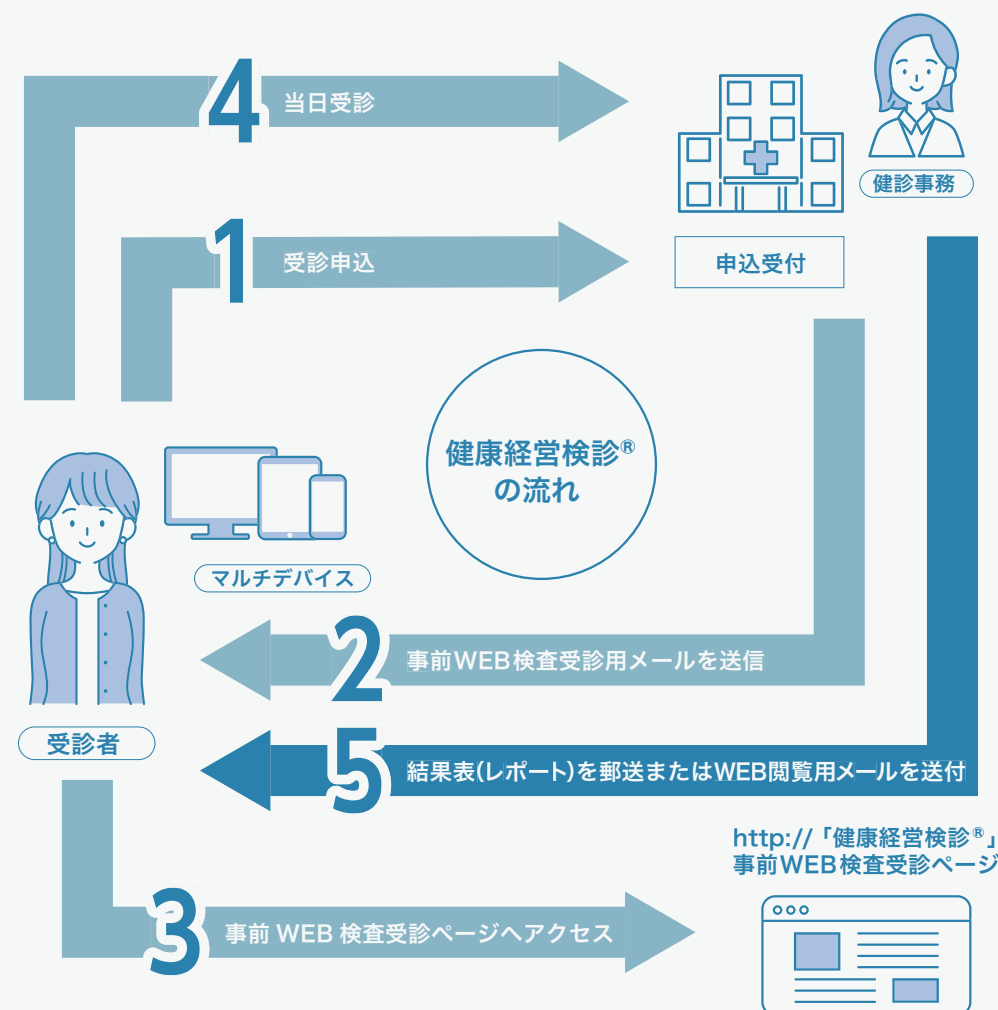 4
当日受診
健診事務
1
受診申込
申込受付
健康経営検診®
の流れ
マルチデバイス
2
事前WEB検査受診用メールを送信
受診者
5
結果表(レポート)を郵送またはWEB閲覧用メールを送付
http://「健康経営検診®」
事前WEB検査受診ページ
3
事前 WEB 検査受診ページへアクセス